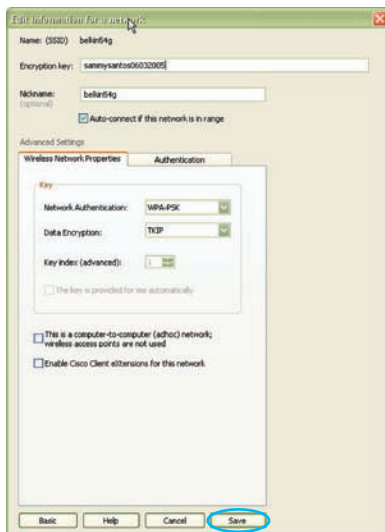 Edit information for a network
Name: (SSID) belkin54g
Encryption key: sammysantos06032005
Nickname: belkin54g
(optional)
Auto-connect if this network is in range
Advanced Settings
Wireless Network Properties Authentication
Key
Network Authentication: WPA-PSK
Data Encryption: TKIP
Key index (advanced): 1
The key is provided for me automatically
This is a computer-to-computer (adhoc) network;
wireless access points are not used
Enable Cisco Client eXtensions for this network
Basic Help Cancel Save